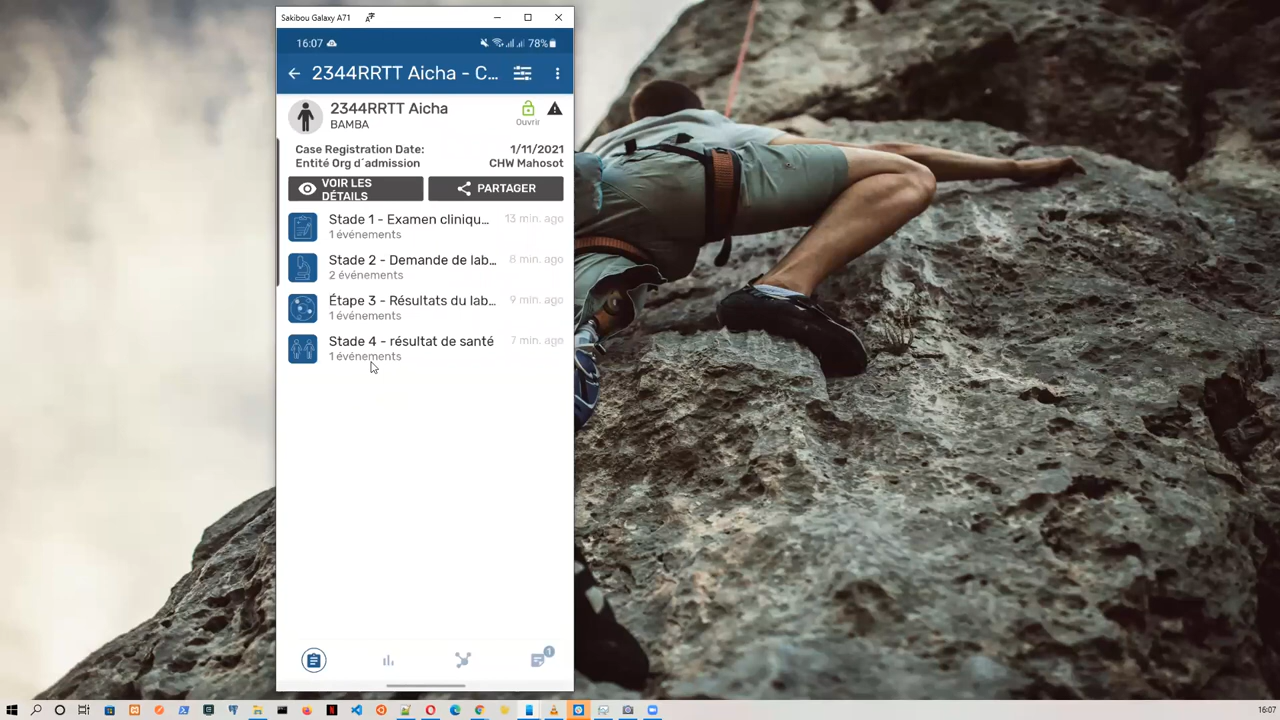 Sakibou Galaxy A71
16:07 78%
2344RRTT Aicha - C...
2344RRTT Aicha
BAMBA
Ouvrir
Case Registration Date: 1/11/2021
Entité Org d´admission CHW Mahosot
VOIR LES
DÉTAILS
PARTAGER
Stade 1 - Examen cliniqu... 13 min. ago
1 événements
Stade 2 - Demande de lab... 8 min. ago
2 événements
Étape 3 - Résultats du lab... 9 min. ago
1 événements
Stade 4 - résultat de santé 7 min. ago
1 événements
1
16:07